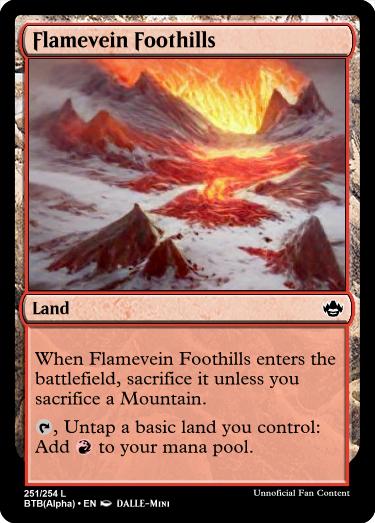 Flamevein Foothills
Land
When Flamevein Foothills enters the
battlefield, sacrifice it unless you
sacrifice a Mountain.
, Untap a basic land you control:
Add to your mana pool.
251/254 L
Unnofficial Fan Content
BTB(Alpha) • EN DALLE-Mini